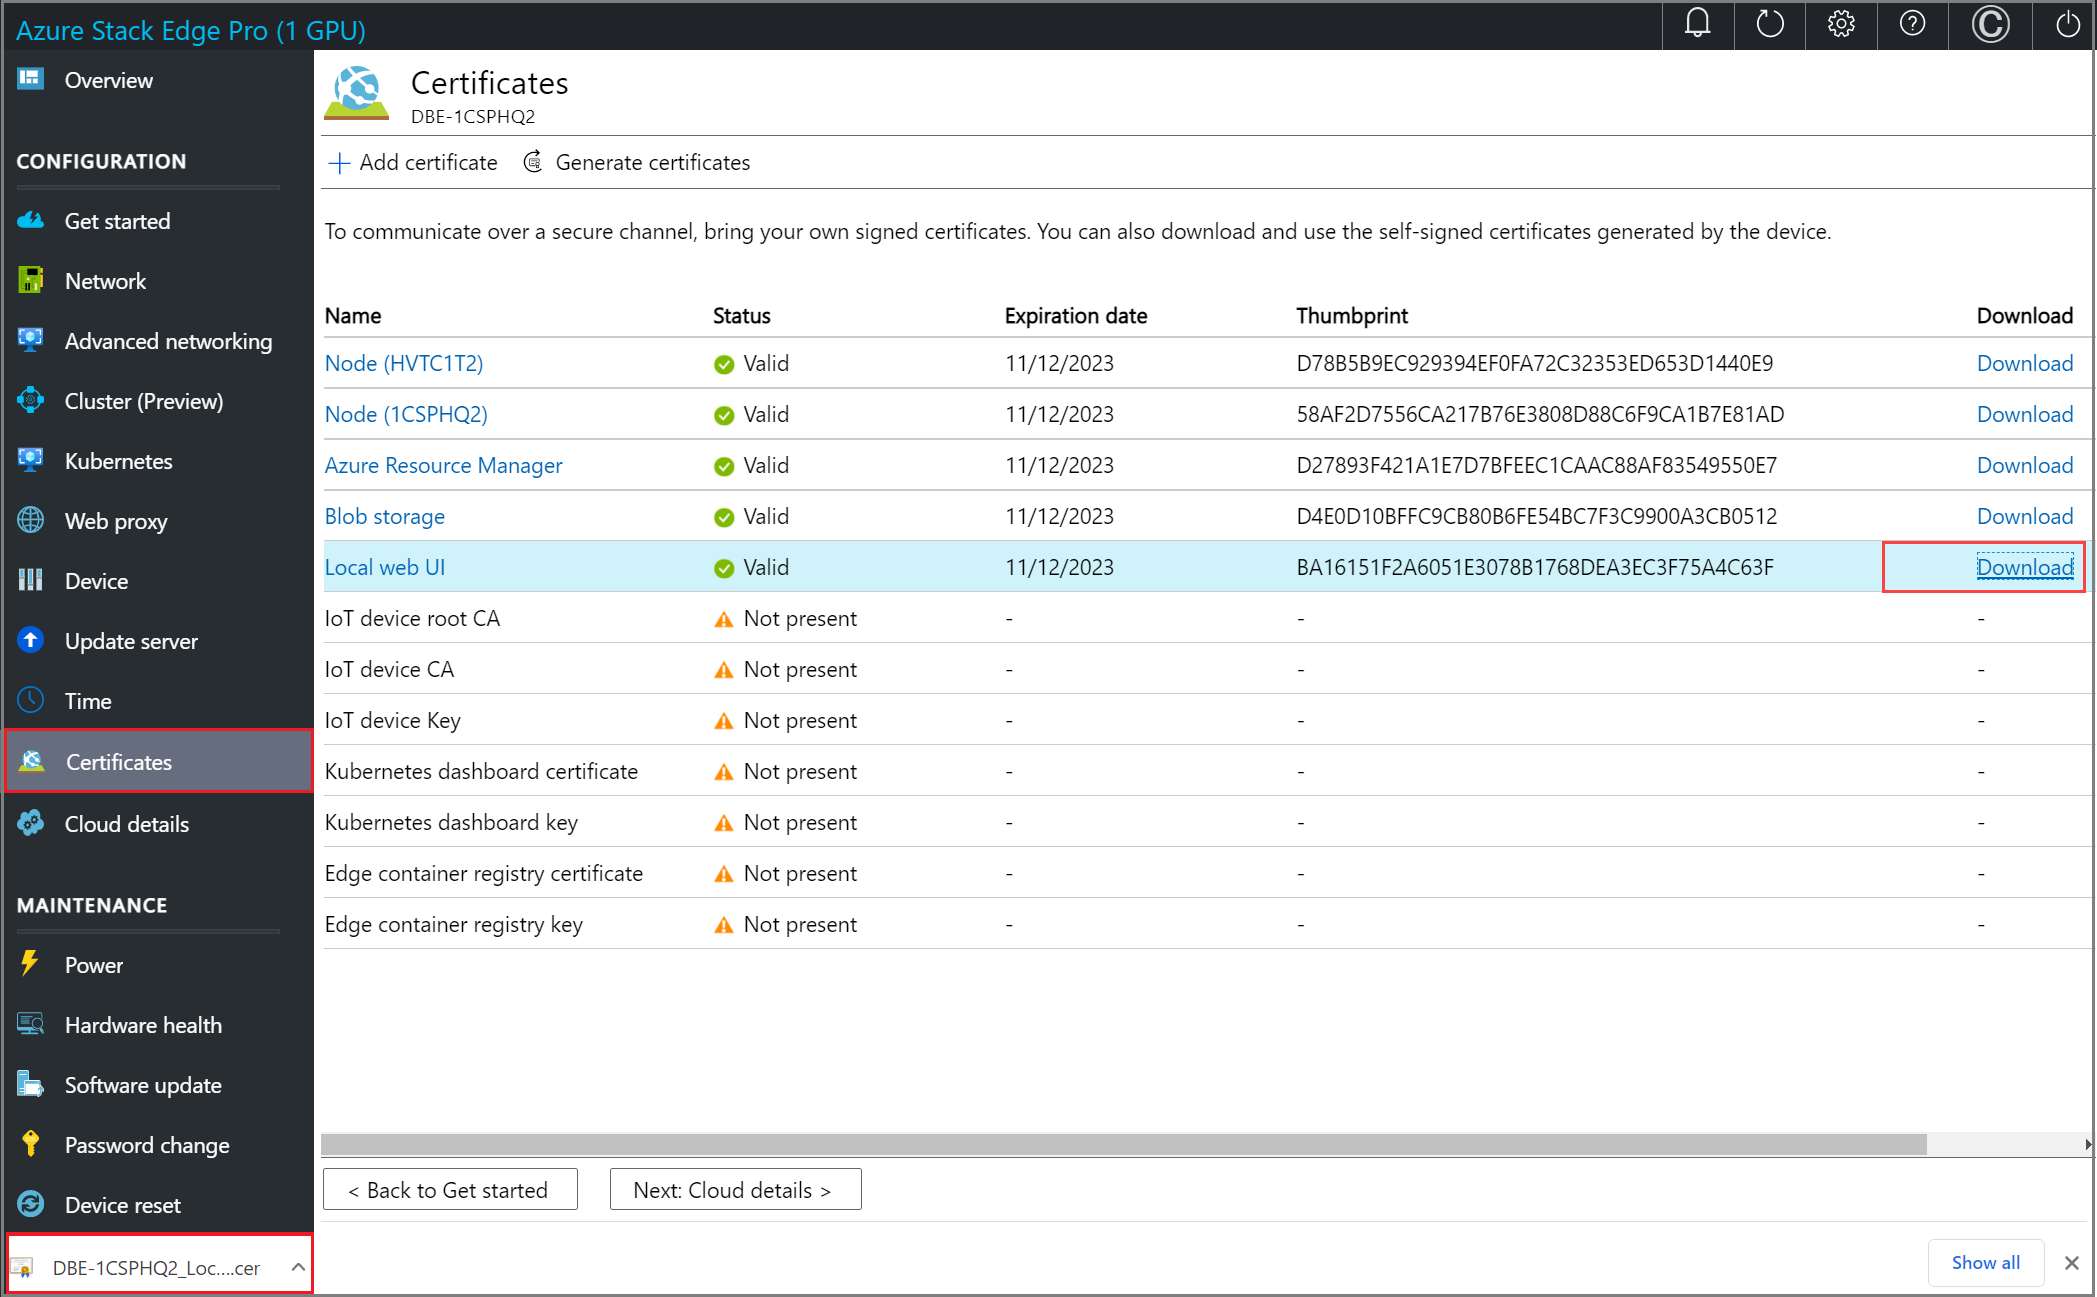 Azure Stack Edge Pro (1 GPU)
Overview
CONFIGURATION
Get started
Network
Advanced networking
Cluster (Preview)
Kubernetes
Web proxy
Device
Update server
Time
Certificates
Cloud details
MAINTENANCE
Power
Hardware health
Software update
Password change
Device reset
Certificates
DBE-1CSPHQ2
Add certificate Generate certificates
To communicate over a secure channel, bring your own signed certificates. You can also download and use the self-signed certificates generated by the device.
Name Status Expiration date Thumbprint Download
Node (HVTC1T2) Valid 11/12/2023 D78B5B9EC929394EF0FA72C32353ED653D1440E9 Download
Node (1CSPHQ2) Valid 11/12/2023 58AF2D7556CA217B76E3808D88C6F9CA1B7E81AD Download
Azure Resource Manager Valid 11/12/2023 D27893F421A1E7D7BFEEC1CAAC88AF83549550E7 Download
Blob storage Valid 11/12/2023 D4E0D10BFFC9CB80B6FE54BC7F3C9900A3CB0512 Download
Local web UI Valid 11/12/2023 BA16151F2A6051E3078B1768DEA3EC3F75A4C63F Download
IoT device root CA Not present - - -
IoT device CA Not present - - -
IoT device Key Not present - - -
Kubernetes dashboard certificate Not present - - -
Kubernetes dashboard key Not present - - -
Edge container registry certificate Not present - - -
Edge container registry key Not present - - -
< Back to Get started Next: Cloud details >
DBE-1CSPHQ2_Loc....cer Show all